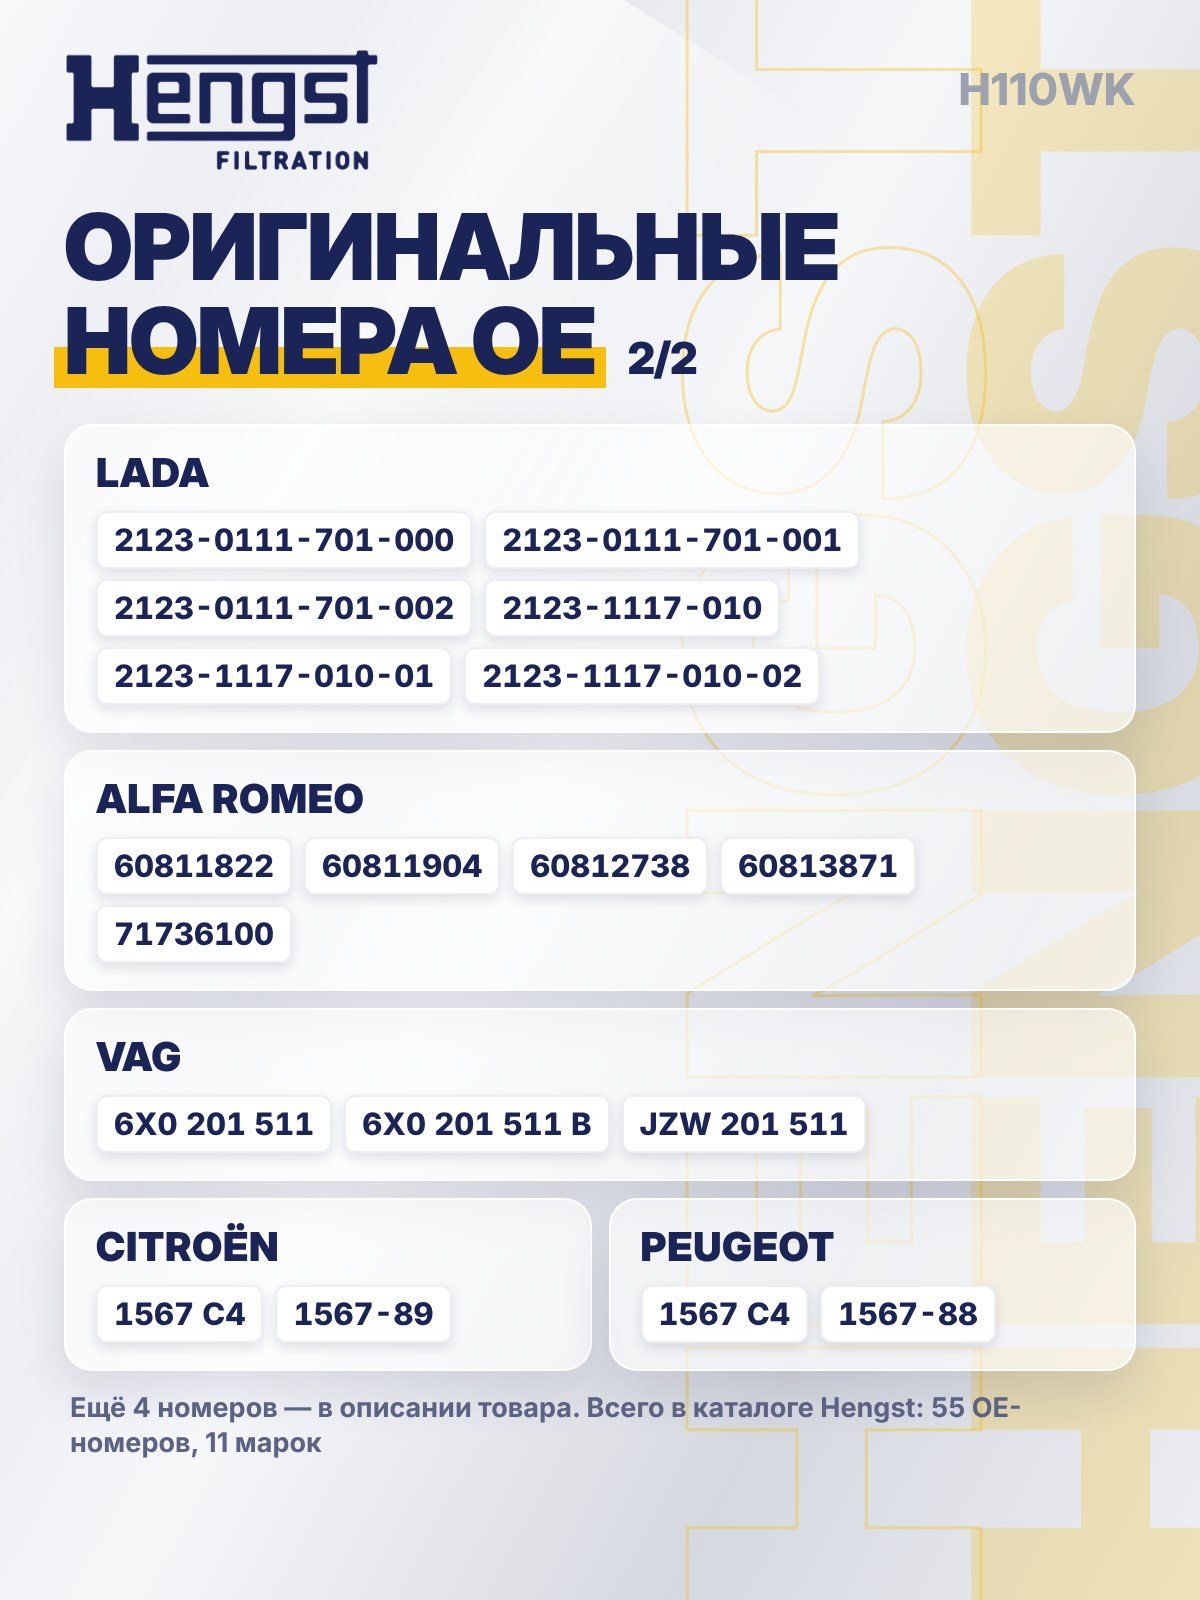 Hengst
FILTRATION
H110WK
ОРИГИНАЛЬНЫЕ
НОМЕРА OE 2/2
LADA
2123-0111-701-000 2123-0111-701-001
2123-0111-701-002 2123-1117-010
2123-1117-010-01 2123-1117-010-02
ALFA ROMEO
60811822 60811904 60812738 60813871
71736100
VAG
6X0 201 511 6X0 201 511 B JZW 201 511
CITROËN
1567 C4 1567-89
PEUGEOT
1567 C4 1567-88
Ещё 4 номеров — в описании товара. Всего в каталоге Hengst: 55 OE-
номеров, 11 марок
HENGST
HENGST